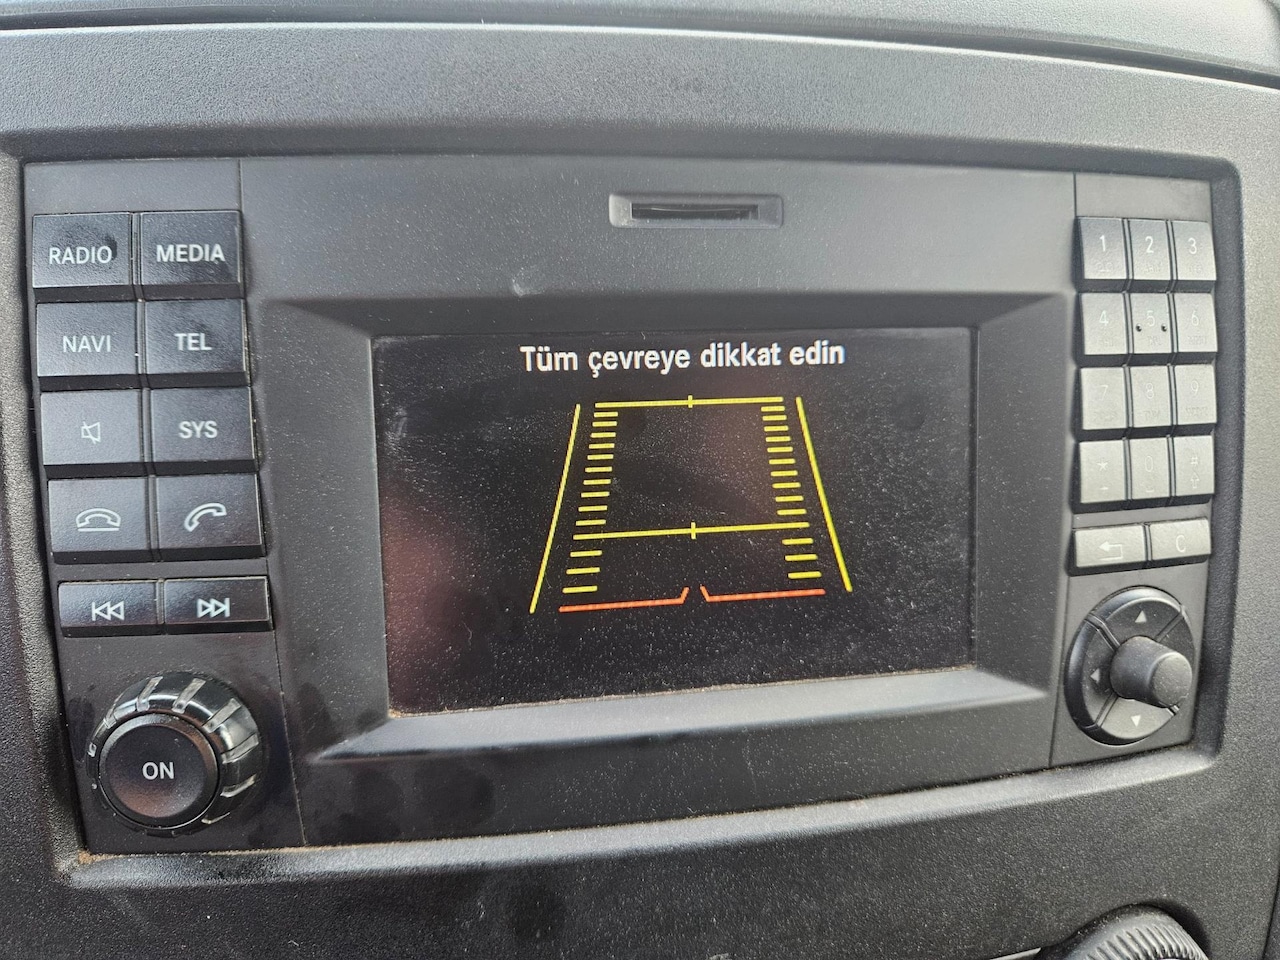 Tüm çevreye dikkat edin
RADIO MEDIA
NAVI TEL
SYS
ON
1 2 3
4 5 6
7 8 9
* 0 #
C